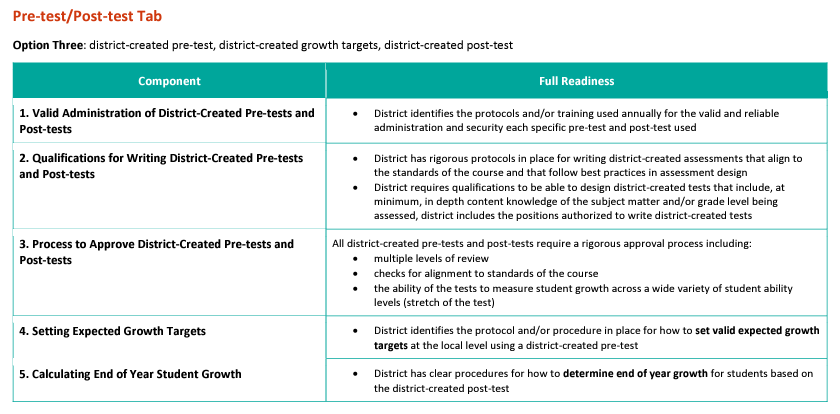 Pre-test/Post-test Tab
Option Three: district-created pre-test, district-created growth targets, district-created post-test
Component
Full Readiness
1. Valid Administration of District-Created Pre-tests and
Post-tests
• District identifies the protocols and/or training used annually for the valid and reliable
administration and security each specific pre-test and post-test used
2. Qualifications for Writing District-Created Pre-tests
and Post-tests
• District has rigorous protocols in place for writing district-created assessments that align to
the standards of the course and that follow best practices in assessment design
• District requires qualifications to be able to design district-created tests that include, at
minimum, in depth content knowledge of the subject matter and/or grade level being
assessed, district includes the positions authorized to write district-created tests
3. Process to Approve District-Created Pre-tests and
Post-tests
All district-created pre-tests and post-tests require a rigorous approval process including:
• multiple levels of review
• checks for alignment to standards of the course
• the ability of the tests to measure student growth across a wide variety of student ability
levels (stretch of the test)
4. Setting Expected Growth Targets
• District identifies the protocol and/or procedure in place for how to set valid expected growth
targets at the local level using a district-created pre-test
5. Calculating End of Year Student Growth
• District has clear procedures for how to determine end of year growth for students based on
the district-created post-test